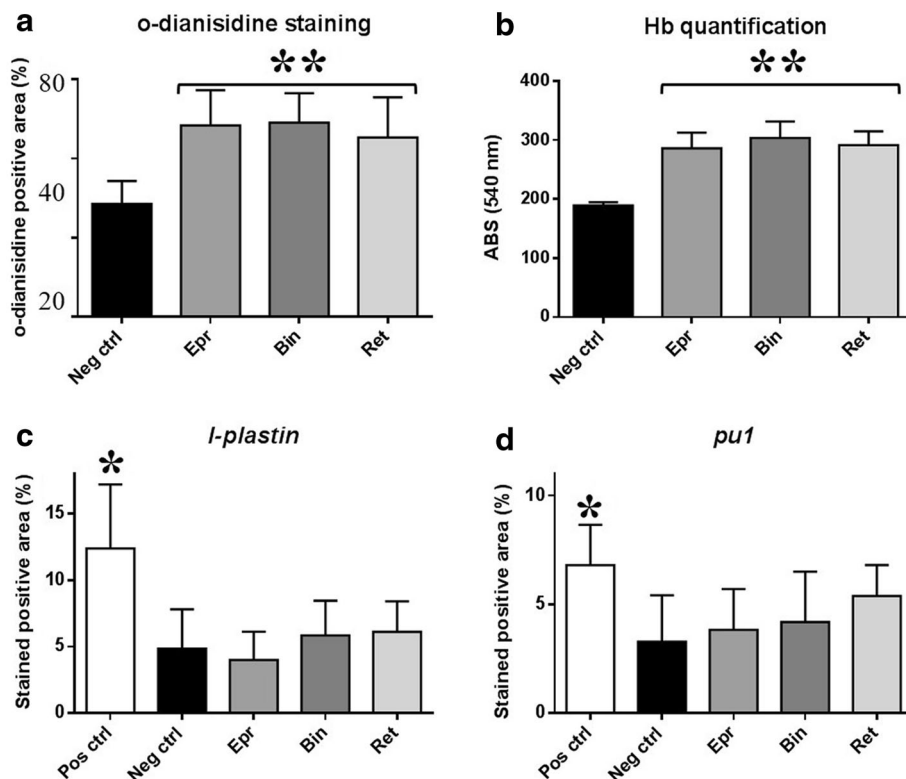 a
o-dianisidine staining
**
o-dianisidine positive area (%)
80
40
20
Neg ctrl
Epr
Bin
Ret
b
Hb quantification
**
ABS (540 nm)
400
300
200
100
0
Neg ctrl
Epr
Bin
Ret
c
l-plastin
*
Stained positive area (%)
15
10
5
0
Pos ctrl
Neg ctrl
Epr
Bin
Ret
d
pu1
*
Stained positive area (%)
10
5
0
Pos ctrl
Neg ctrl
Epr
Bin
Ret